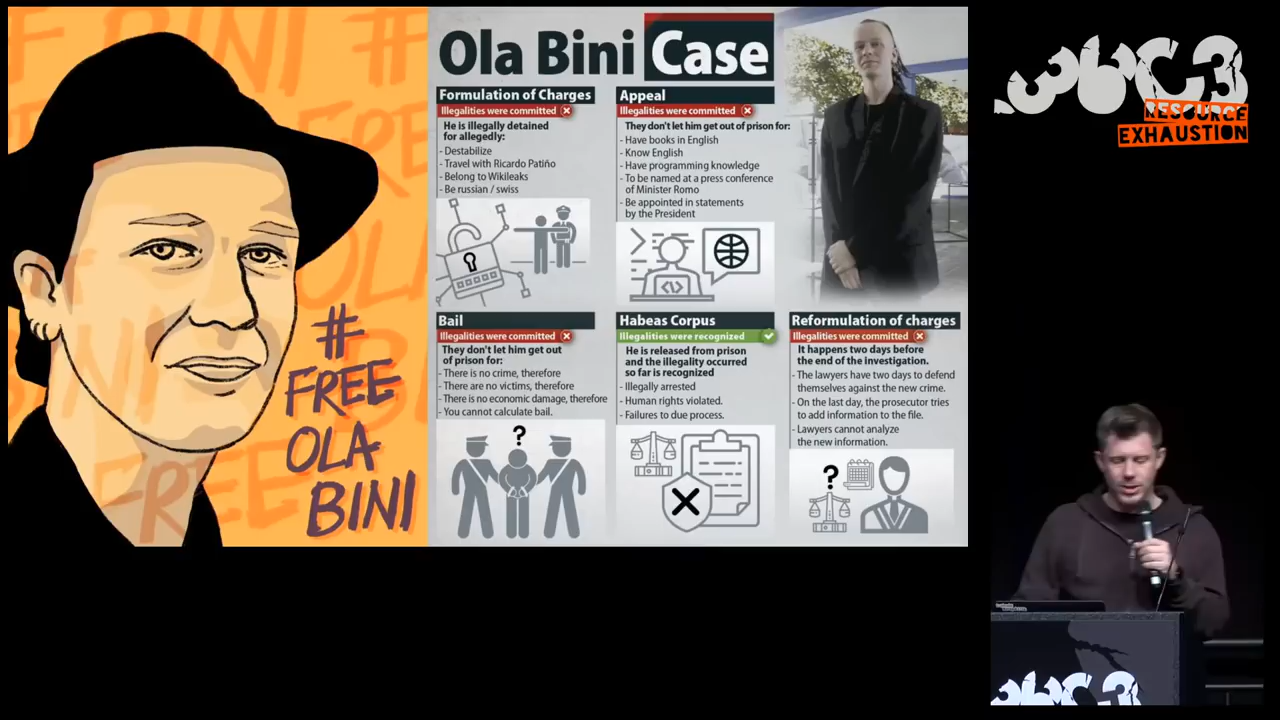 #
FREE
OLA
BINI
Ola Bini Case
Formulation of Charges
Illegalities were committed
He is illegally detained
for allegedly:
- Destabilize
- Travel with Ricardo Patiño
- Belong to Wikileaks
- Be russian / swiss
Appeal
Illegalities were committed
They don't let him get out of prison for:
- Have books in English
- Know English
- Have programming knowledge
- To be named at a press conference
of Minister Romo
- Be appointed in statements
by the President
Bail
Illegalities were committed
They don't let him get out
of prison for:
- There is no crime, therefore
- There are no victims, therefore
- There is no economic damage, therefore
- You cannot calculate bail.
Habeas Corpus
Illegalities were recognized
He is released from prison
and the illegality occurred
so far is recognized
- Illegally arrested
- Human rights violated.
- Failures to due process.
Reformulation of charges
Illegalities were committed
It happens two days before
the end of the investigation.
- The lawyers have two days to defend
themselves against the new crime.
- On the last day, the prosecutor tries
to add information to the file.
- Lawyers cannot analyze
the new information.
36C3
RESOURCE
EXHAUSTION
36C3